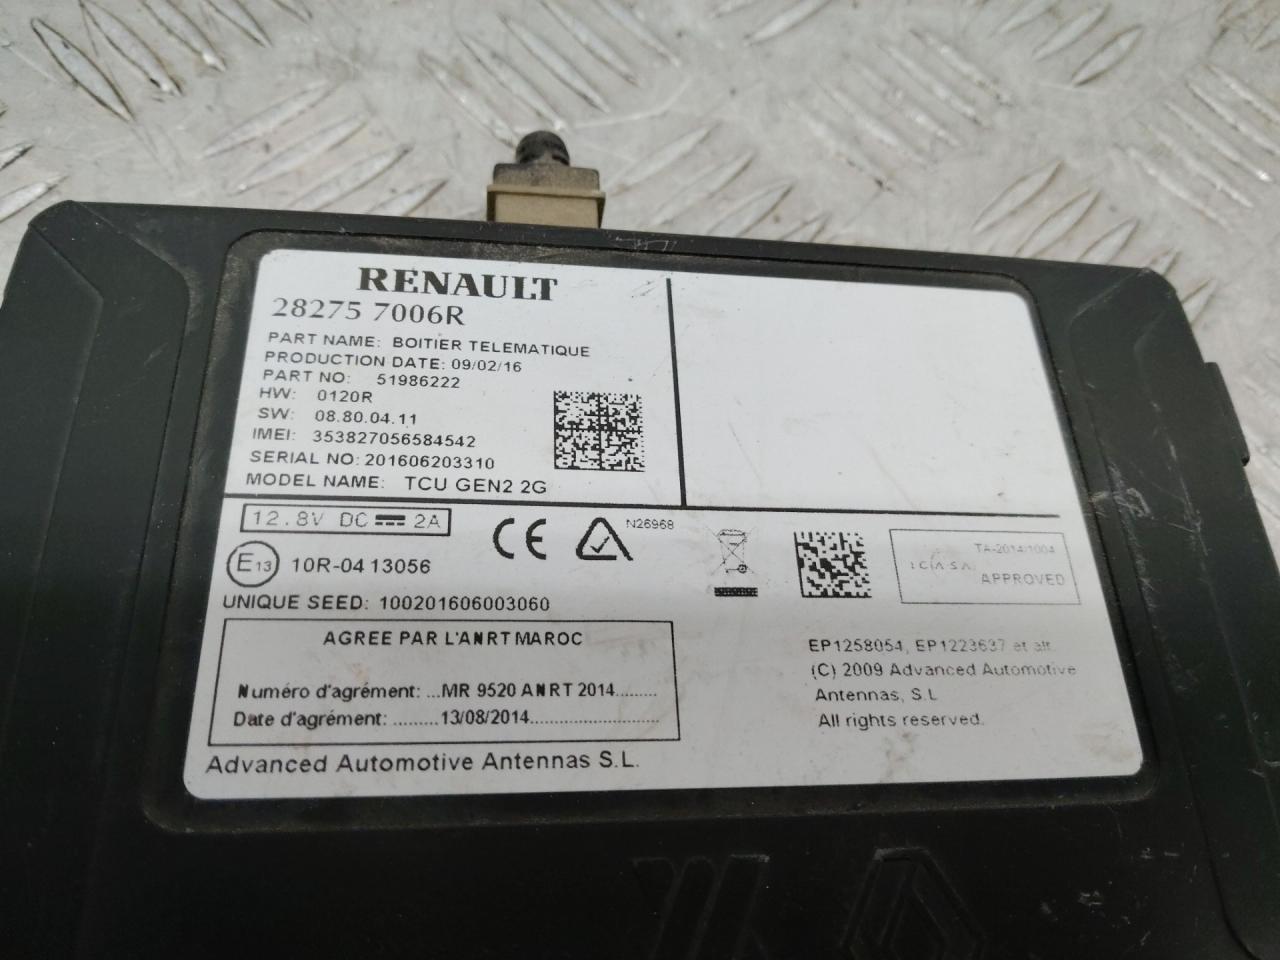 RENAULT
28275 7006R
PART NAME: BOITIER TELEMATIQUE
PRODUCTION DATE: 09/02/16
PART NO: 51986222
HW: 0120R
SW: 08.80.04.11
IMEI: 353827056584542
SERIAL NO: 201606203310
MODEL NAME: TCU GEN2 2G
12.8V DC 2A
CE
N26968
E13 10R-04 13056
TA-2014/1004
I C A S A
APPROVED
UNIQUE SEED: 100201606003060
AGREE PAR L'ANRT MAROC
Numéro d'agrément: ...MR 9520 ANRT 2014.........
Date d'agrément: .........13/08/2014..........................
EP1258054, EP1223637 et alt.
(C) 2009 Advanced Automotive
Antennas, S.L
All rights reserved.
Advanced Automotive Antennas S.L.